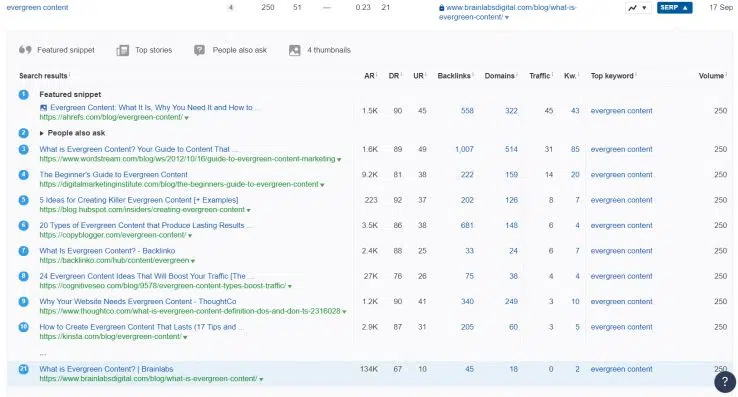 evergreen content 4 250 51 — 0.23 21 www.brainlabsdigital.com/blog/what-is-evergreen-content/ SERP 17 Sep
Featured snippet Top stories People also ask 4 thumbnails
Search results AR DR UR Backlinks Domains Traffic Kw. Top keyword Volume
1 Featured snippet
Evergreen Content: What It Is, Why You Need It and How to ... 1.5K 90 45 558 322 45 43 evergreen content 250
https://ahrefs.com/blog/evergreen-content/
2 People also ask
3 What is Evergreen Content? Your Guide to Content That ... 1.6K 89 49 1,007 514 31 85 evergreen content 250
https://www.wordstream.com/blog/ws/2012/10/16/guide-to-evergreen-content-marketing
4 The Beginner's Guide to Evergreen Content 9.2K 81 38 222 159 14 20 evergreen content 250
https://digitalmarketinginstitute.com/blog/the-beginners-guide-to-evergreen-content
5 5 Ideas for Creating Killer Evergreen Content [+ Examples] 223 92 37 202 126 8 7 evergreen content 250
https://blog.hubspot.com/insiders/creating-evergreen-content
6 20 Types of Evergreen Content that Produce Lasting Results ... 3.5K 86 38 681 148 6 4 evergreen content 250
https://copyblogger.com/evergreen-content/
7 What Is Evergreen Content? - Backlinko 2.4K 88 25 33 24 6 7 evergreen content 250
https://backlinko.com/hub/content/evergreen
8 24 Evergreen Content Ideas That Will Boost Your Traffic [The ... 27K 76 26 75 38 4 4 evergreen content 250
https://cognitiveseo.com/blog/9578/evergreen-content-types-boost-traffic/
9 Why Your Website Needs Evergreen Content - ThoughtCo 1.2K 90 41 340 249 3 10 evergreen content 250
https://www.thoughtco.com/what-is-evergreen-content-definition-dos-and-don-ts-2316028
10 How to Create Evergreen Content That Lasts (17 Tips and ... 2.9K 87 31 205 60 3 5 evergreen content 250
https://kinsta.com/blog/evergreen-content/
...
21 What is Evergreen Content? | Brainlabs 134K 67 10 45 18 0 2 evergreen content 250
https://www.brainlabsdigital.com/blog/what-is-evergreen-content/
?